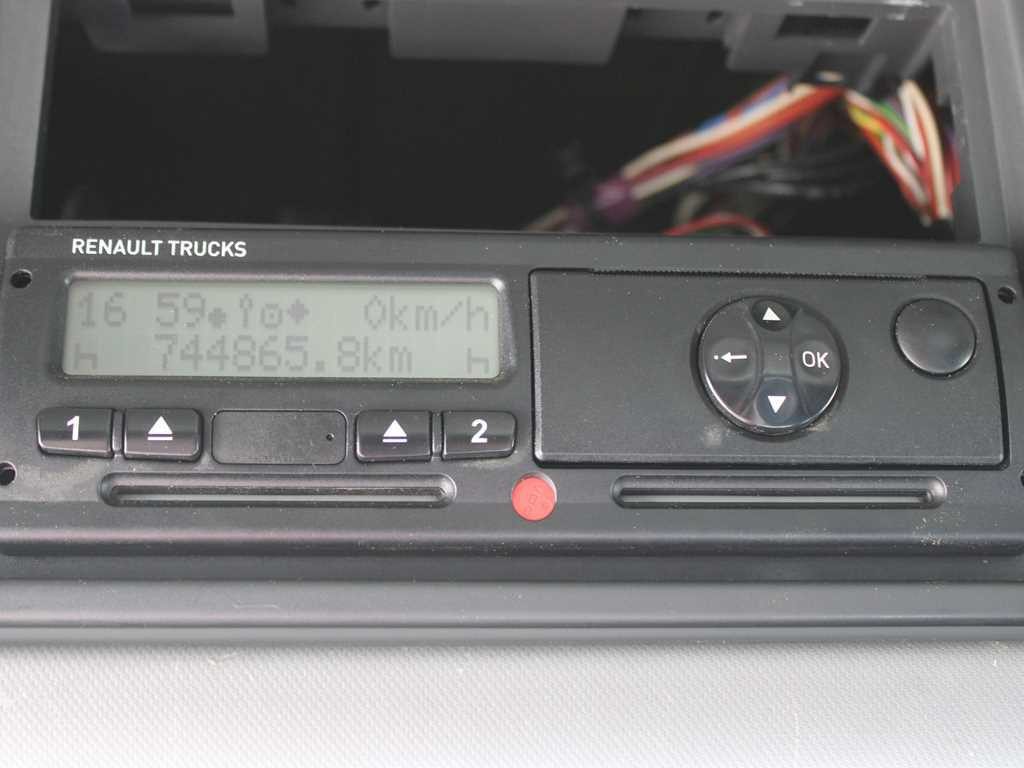 RENAULT TRUCKS
16 59 0km/h
h 744865.8km h
1 2
OK